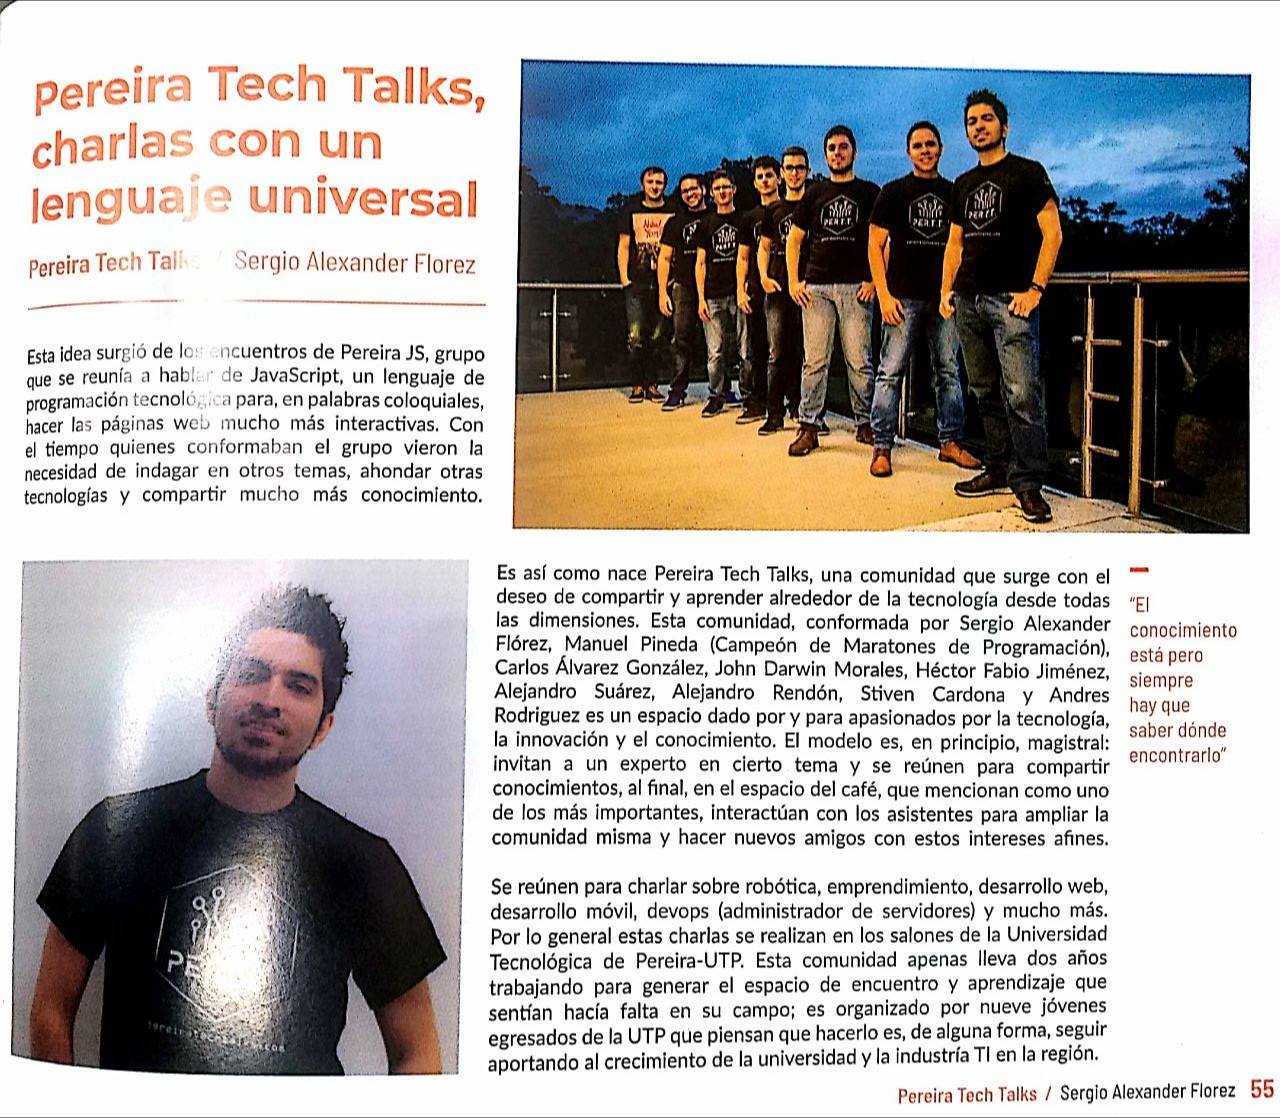 Pereira Tech Talks,
charlas con un
lenguaje universal
Pereira Tech Talks / Sergio Alexander Florez
Esta idea surgió de los encuentros de Pereira JS, grupo
que se reunía a hablar de JavaScript, un lenguaje de
programación tecnológica para, en palabras coloquiales,
hacer las páginas web mucho más interactivas. Con
el tiempo quienes conformaban el grupo vieron la
necesidad de indagar en otros temas, ahondar otras
tecnologías y compartir mucho más conocimiento.
PER.T.T.
PER.T.T.
PER.T.T.
PER.T.T.
Es así como nace Pereira Tech Talks, una comunidad que surge con el
deseo de compartir y aprender alrededor de la tecnología desde todas
las dimensiones. Esta comunidad, conformada por Sergio Alexander
Flórez, Manuel Pineda (Campeón de Maratones de Programación),
Carlos Álvarez González, John Darwin Morales, Héctor Fabio Jiménez,
Alejandro Suárez, Alejandro Rendón, Stiven Cardona y Andres
Rodriguez es un espacio dado por y para apasionados por la tecnología,
la innovación y el conocimiento. El modelo es, en principio, magistral:
invitan a un experto en cierto tema y se reúnen para compartir
conocimientos, al final, en el espacio del café, que mencionan como uno
de los más importantes, interactúan con los asistentes para ampliar la
comunidad misma y hacer nuevos amigos con estos intereses afines.
"El
conocimiento
está pero
siempre
hay que
saber dónde
encontrarlo"
Se reúnen para charlar sobre robótica, emprendimiento, desarrollo web,
desarrollo móvil, devops (administrador de servidores) y mucho más.
Por lo general estas charlas se realizan en los salones de la Universidad
Tecnológica de Pereira-UTP. Esta comunidad apenas lleva dos años
trabajando para generar el espacio de encuentro y aprendizaje que
sentían hacía falta en su campo; es organizado por nueve jóvenes
egresados de la UTP que piensan que hacerlo es, de alguna forma, seguir
aportando al crecimiento de la universidad y la industría TI en la región.
Pereira Tech Talks / Sergio Alexander Florez 55